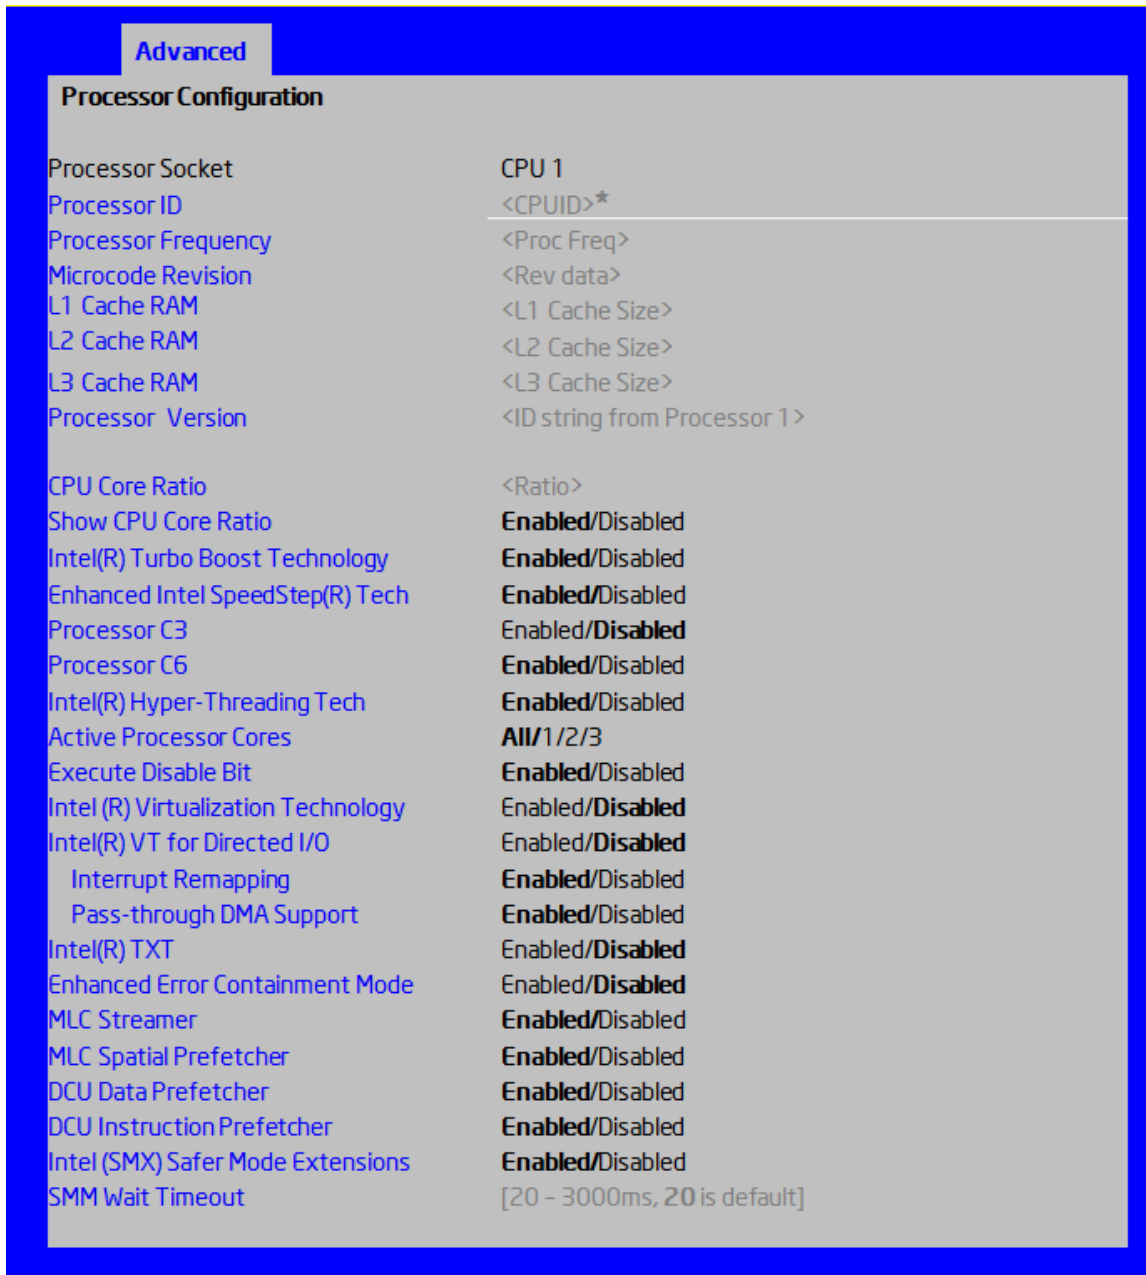 Advanced
Processor Configuration
Processor Socket CPU 1
Processor ID <CPUID>*
Processor Frequency <Proc Freq>
Microcode Revision <Rev data>
L1 Cache RAM <L1 Cache Size>
L2 Cache RAM <L2 Cache Size>
L3 Cache RAM <L3 Cache Size>
Processor Version <ID string from Processor 1>
CPU Core Ratio <Ratio>
Show CPU Core Ratio Enabled/Disabled
Intel(R) Turbo Boost Technology Enabled/Disabled
Enhanced Intel SpeedStep(R) Tech Enabled/Disabled
Processor C3 Enabled/Disabled
Processor C6 Enabled/Disabled
Intel(R) Hyper-Threading Tech Enabled/Disabled
Active Processor Cores All/1/2/3
Execute Disable Bit Enabled/Disabled
Intel (R) Virtualization Technology Enabled/Disabled
Intel(R) VT for Directed I/O Enabled/Disabled
Interrupt Remapping Enabled/Disabled
Pass-through DMA Support Enabled/Disabled
Intel(R) TXT Enabled/Disabled
Enhanced Error Containment Mode Enabled/Disabled
MLC Streamer Enabled/Disabled
MLC Spatial Prefetcher Enabled/Disabled
DCU Data Prefetcher Enabled/Disabled
DCU Instruction Prefetcher Enabled/Disabled
Intel (SMX) Safer Mode Extensions Enabled/Disabled
SMM Wait Timeout [20 – 3000ms, 20 is default]